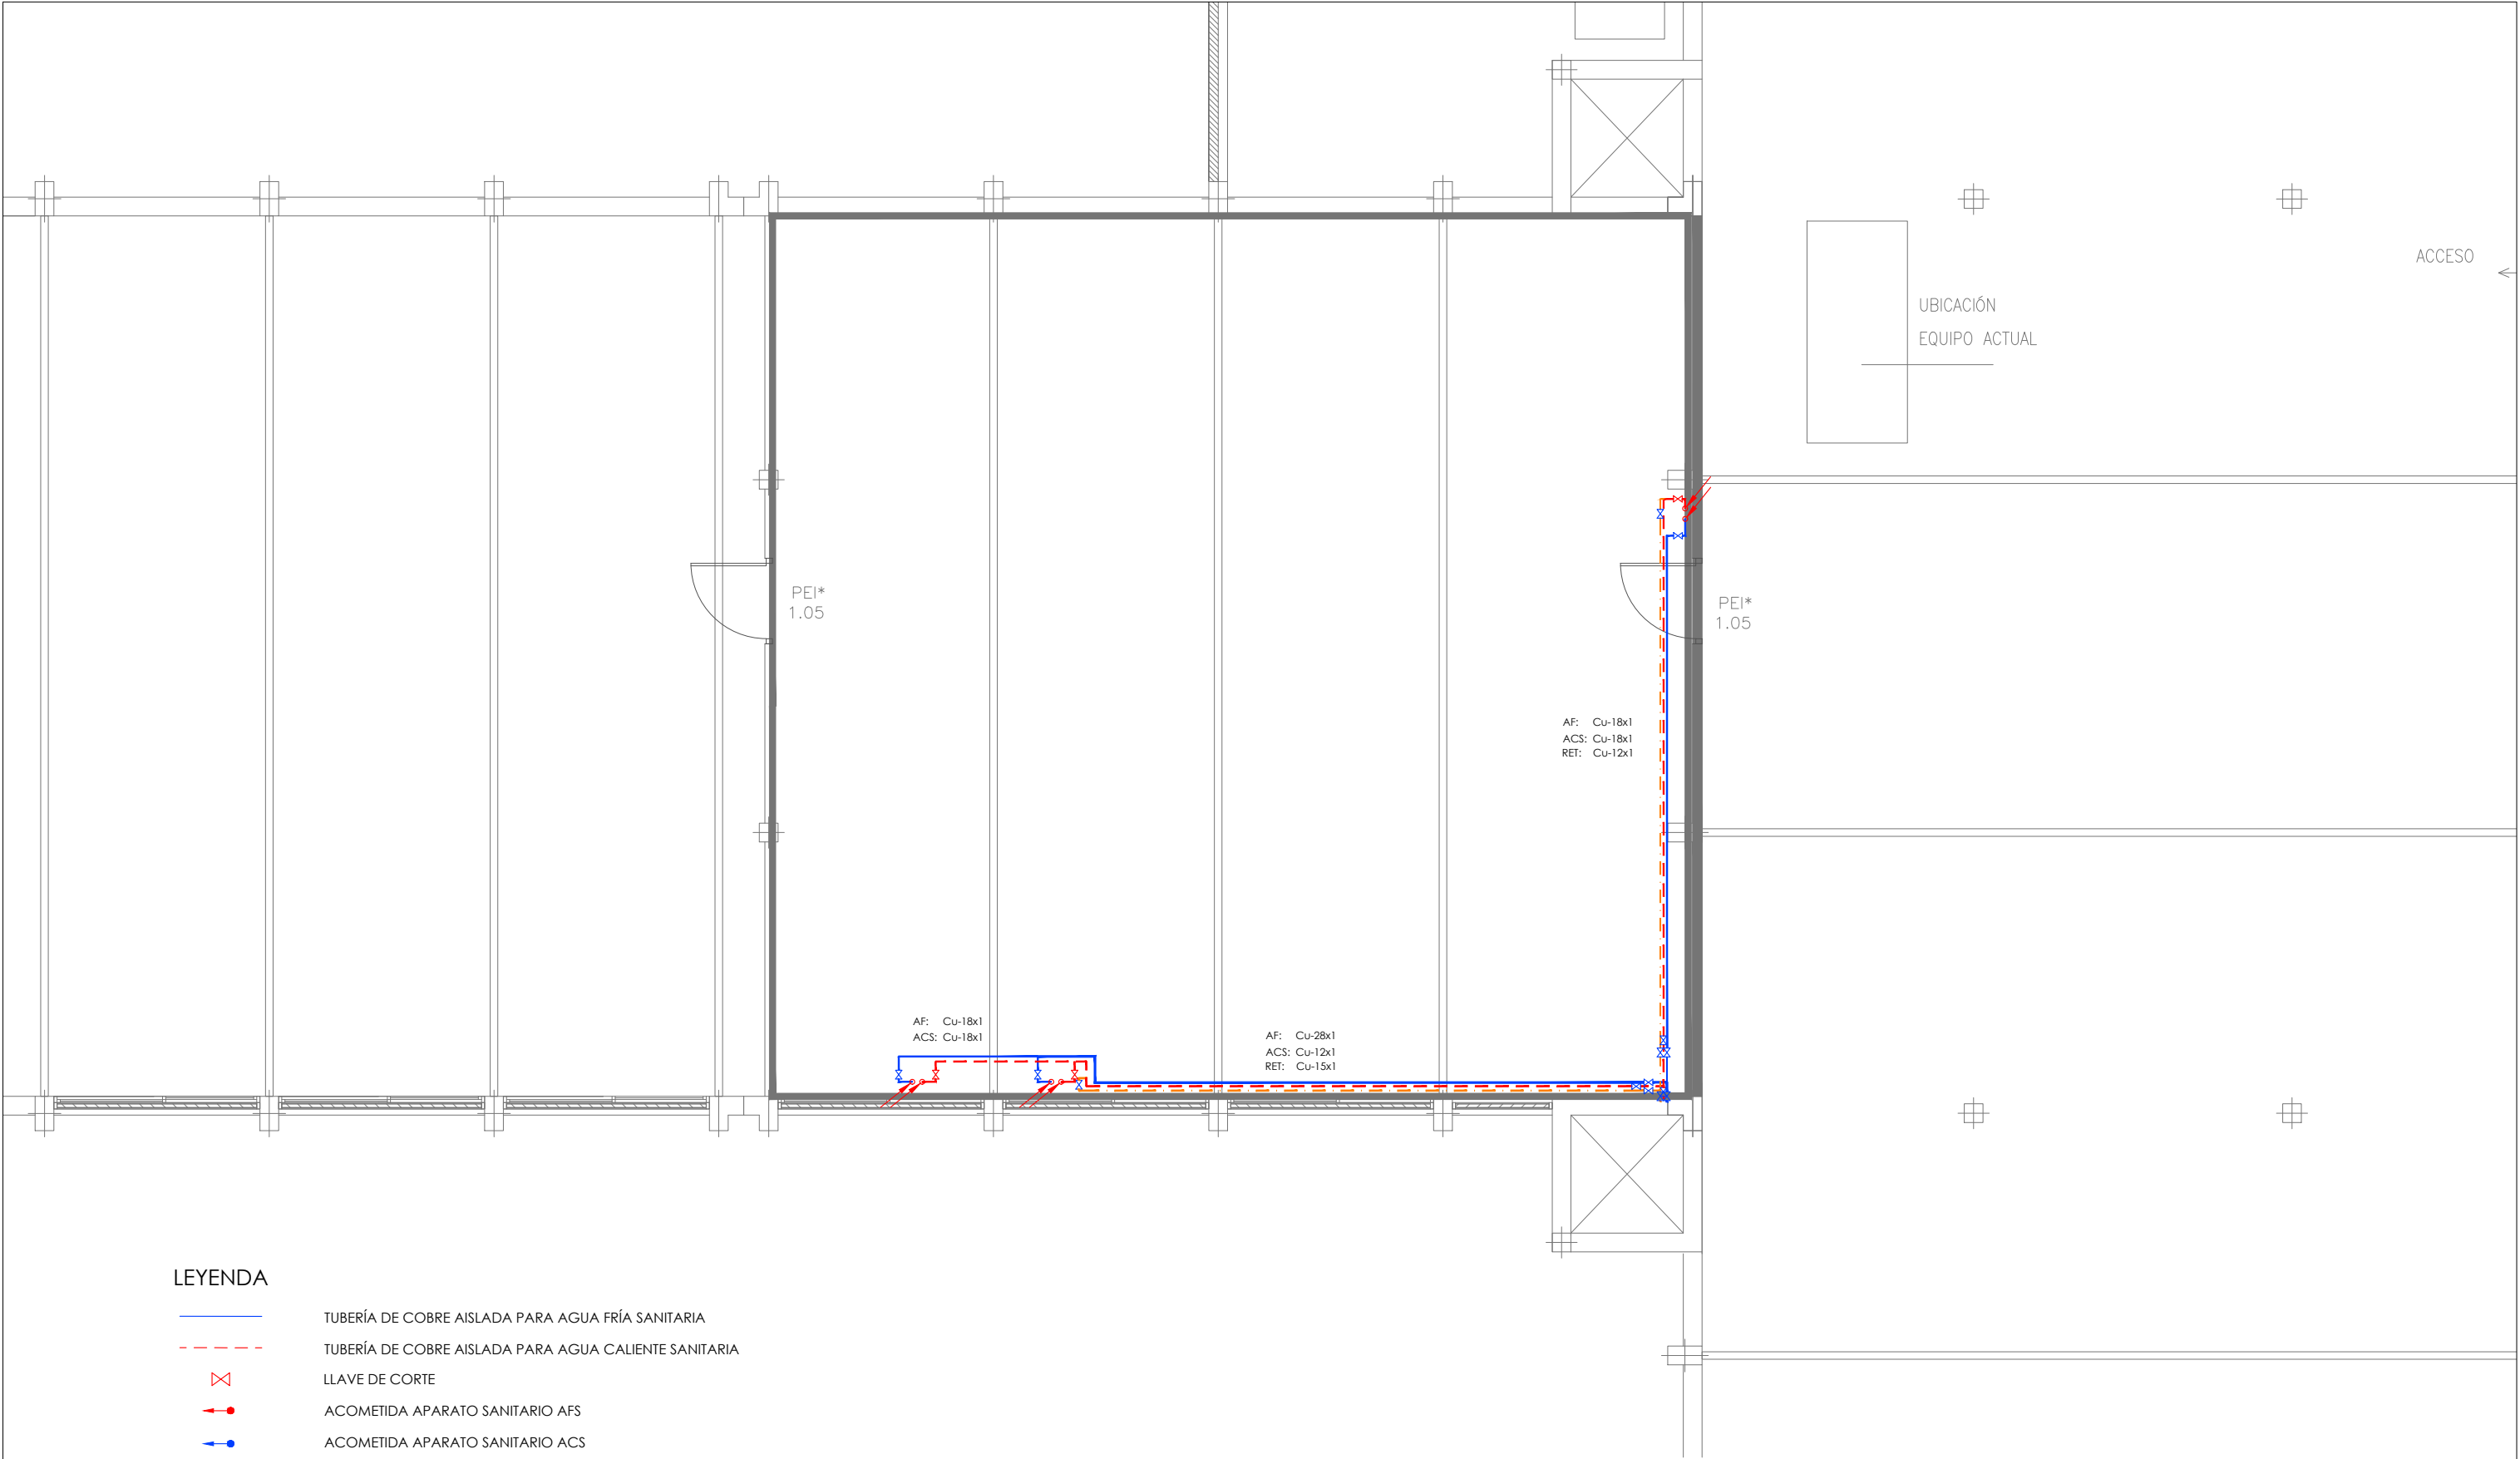 ACCESO
UBICACIÓN
EQUIPO ACTUAL
PEI*
1.05
PEI*
1.05
AF: Cu-18x1
ACS: Cu-18x1
RET: Cu-12x1
AF: Cu-18x1
ACS: Cu-18x1
AF: Cu-28x1
ACS: Cu-12x1
RET: Cu-15x1
LEYENDA
TUBERÍA DE COBRE AISLADA PARA AGUA FRÍA SANITARIA
TUBERÍA DE COBRE AISLADA PARA AGUA CALIENTE SANITARIA
LLAVE DE CORTE
ACOMETIDA APARATO SANITARIO AFS
ACOMETIDA APARATO SANITARIO ACS